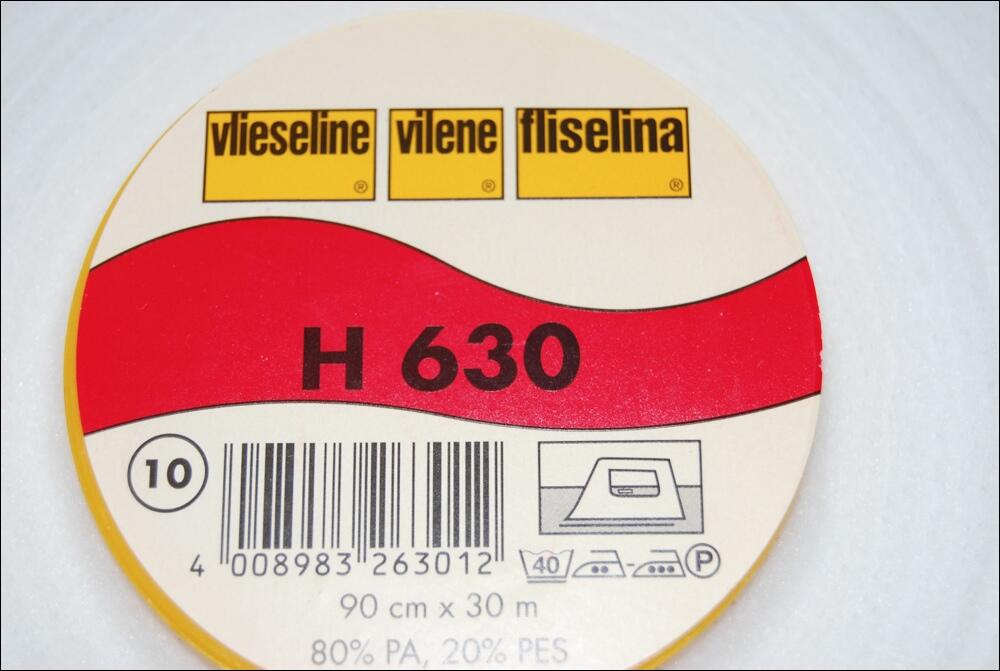 vlieseline® vilene® fliselina®
H 630
10
4 008983 263012
40 P
90 cm x 30 m
80% PA, 20% PES